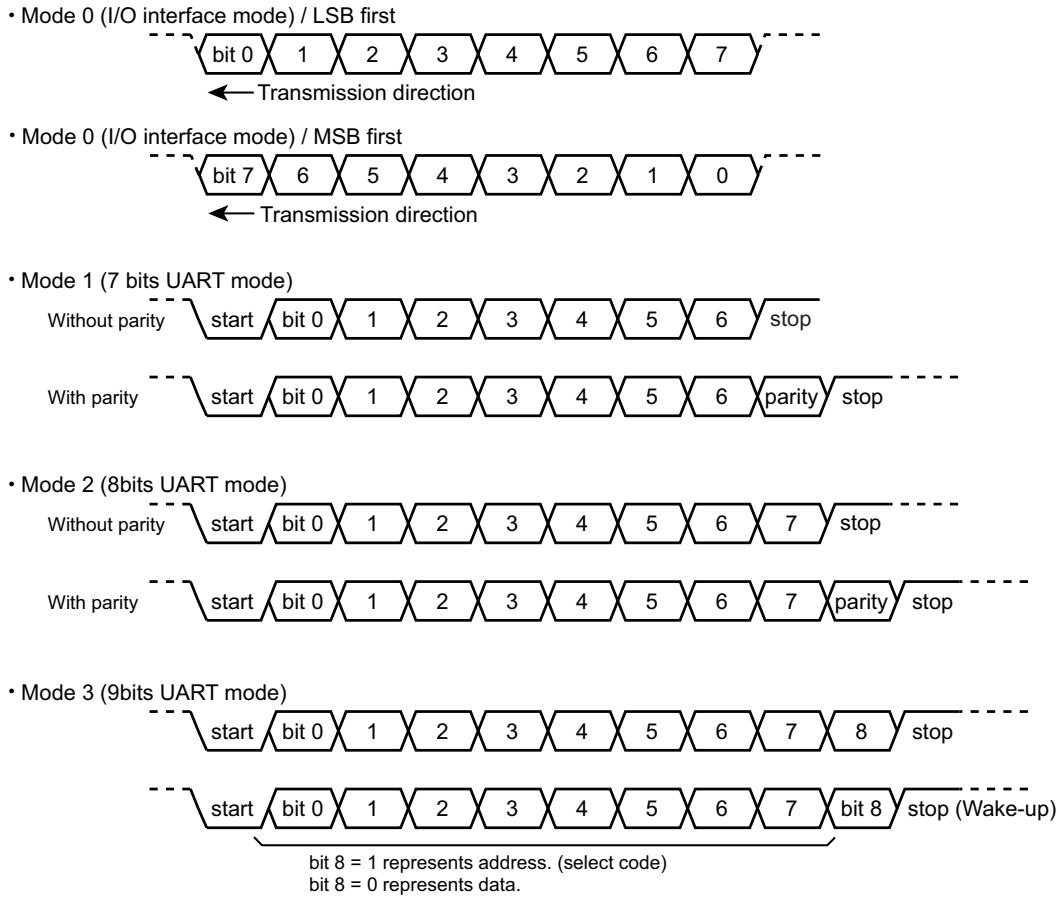 ・Mode 0 (I/O interface mode) / LSB first
bit 0 1 2 3 4 5 6 7
Transmission direction
・Mode 0 (I/O interface mode) / MSB first
bit 7 6 5 4 3 2 1 0
Transmission direction
・Mode 1 (7 bits UART mode)
Without parity start bit 0 1 2 3 4 5 6 stop
With parity start bit 0 1 2 3 4 5 6 parity stop
・Mode 2 (8bits UART mode)
Without parity start bit 0 1 2 3 4 5 6 7 stop
With parity start bit 0 1 2 3 4 5 6 7 parity stop
・Mode 3 (9bits UART mode)
start bit 0 1 2 3 4 5 6 7 8 stop
start bit 0 1 2 3 4 5 6 7 bit 8 stop (Wake-up)
bit 8 = 1 represents address. (select code)
bit 8 = 0 represents data.